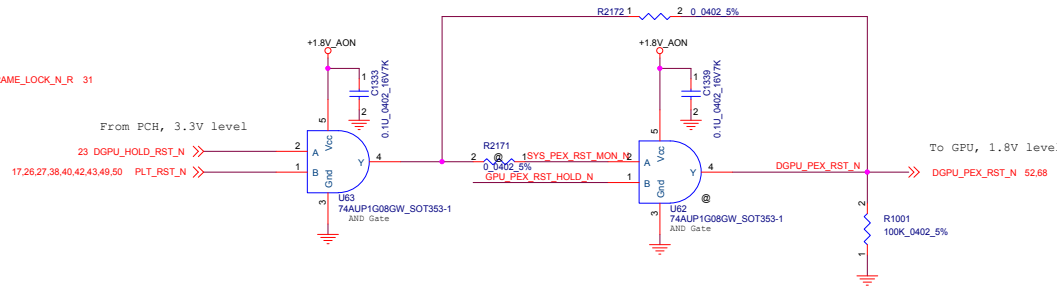 R2172 1 2 0_0402_5%
+1.8V_AON
+1.8V_AON
RAME_LOCK_N_R 31
1
C1333
0.1U_0402_16V7K
2
1
C1339
0.1U_0402_16V7K
2
From PCH, 3.3V level
5
Vcc
5
Vcc
23 DGPU_HOLD_RST_N
2
A
Y
4
R2171
@
2
1
SYS_PEX_RST_MON_N
2
A
Y
4
DGPU_PEX_RST_N
To GPU, 1.8V level
0_0402_5%
17,26,27,38,40,42,43,49,50 PLT_RST_N
1
B
GPU_PEX_RST_HOLD_N
1
B
DGPU_PEX_RST_N 52,68
Gnd
3
U63
74AUP1G08GW_SOT353-1
AND Gate
Gnd
3
@
U62
74AUP1G08GW_SOT353-1
AND Gate
2
R1001
100K_0402_5%
1